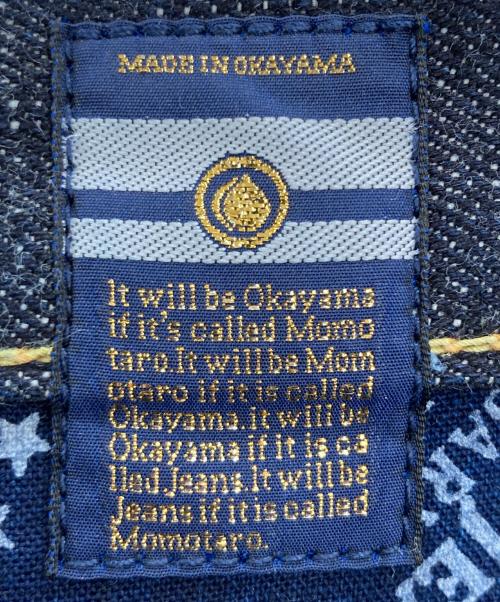 MADE IN OKAYAMA
It will be Okayama
if it's called Momo
taro.It will be Mom
otaro if it is called
Okayama.it will be
Okayama if it is ca
lled Jeans.It will be
Jeans if it is called
Momotaro.